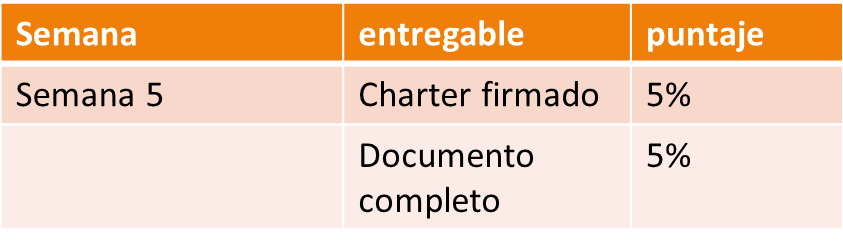 Semana entregable puntaje
Semana 5 Charter firmado 5%
Documento 5%
completo